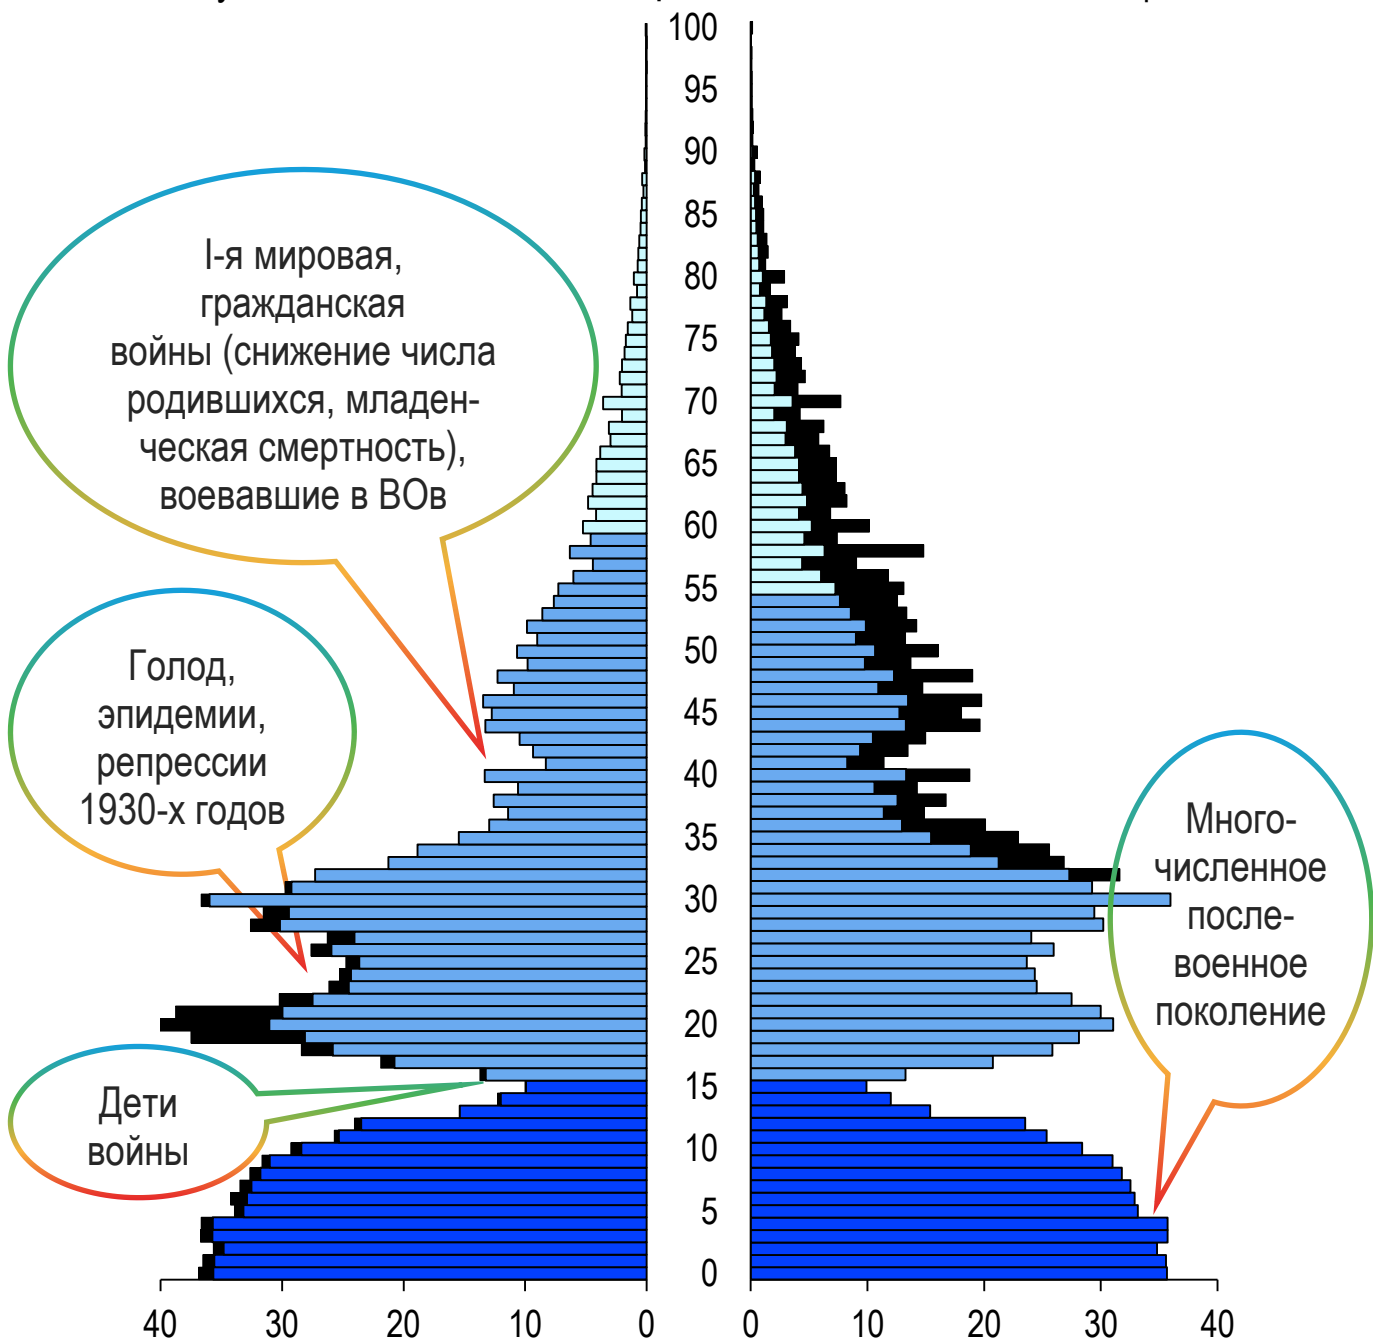 100
95
90
85
80
75
70
65
60
55
50
45
40
35
30
25
20
15
10
5
0
I-я мировая,
гражданская
войны (снижение числа
родившихся, младен-
ческая смертность),
воевавшие в ВОв
Голод,
эпидемии,
репрессии
1930-х годов
Много-
численное
после-
военное
поколение
Дети
войны
40 30 20 10 0 0 10 20 30 40